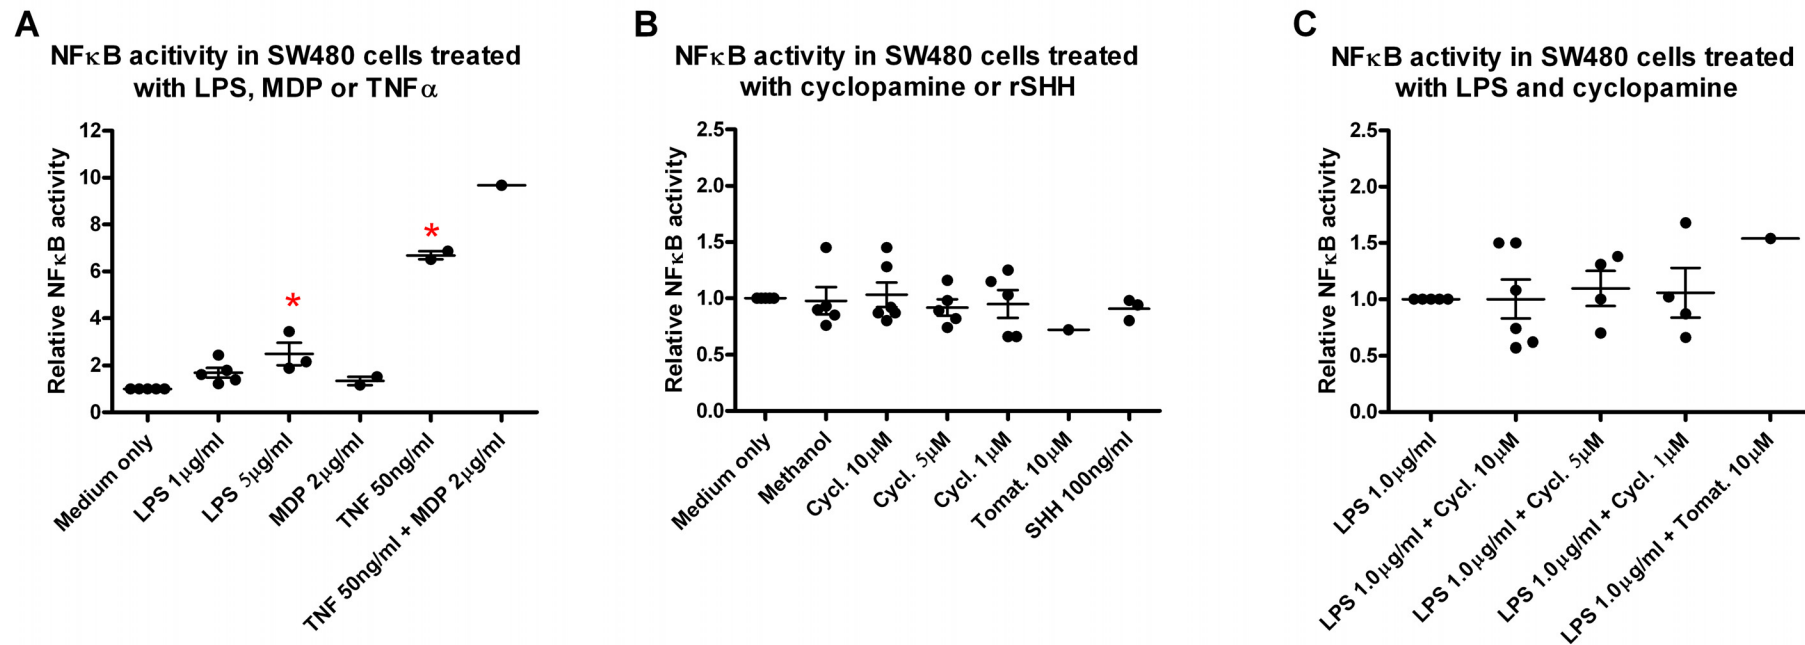 A
NFκB acitivity in SW480 cells treated
with LPS, MDP or TNFα
Relative NFκB activity
12
10
8
6
4
2
0
*
*
Medium only
LPS 1μg/ml
LPS 5μg/ml
MDP 2μg/ml
TNF 50ng/ml
TNF 50ng/ml + MDP 2μg/ml
B
NFκB activity in SW480 cells treated
with cyclopamine or rSHH
Relative NFκB activity
2.5
2.0
1.5
1.0
0.5
0.0
Medium only
Methanol
Cycl. 10μM
Cycl. 5μM
Cycl. 1μM
Tomat. 10μM
SHH 100ng/ml
C
NFκB activity in SW480 cells treated
with LPS and cyclopamine
Relative NFκB activity
2.5
2.0
1.5
1.0
0.5
0.0
LPS 1.0μg/ml
LPS 1.0μg/ml + Cycl. 10μM
LPS 1.0μg/ml + Cycl. 5μM
LPS 1.0μg/ml + Cycl. 1μM
LPS 1.0μg/ml + Tomat. 10μM